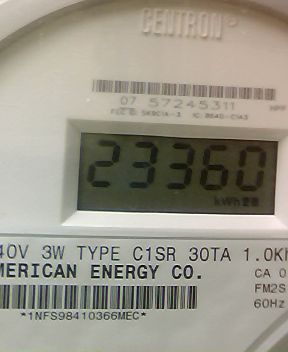 CENTRON®
07 57245311
23360
kWh
40V 3W TYPE C1SR 30TA 1.0Kh
MERICAN ENERGY CO.
CA 0
FM2S
60Hz
*1NFS98410366MEC*